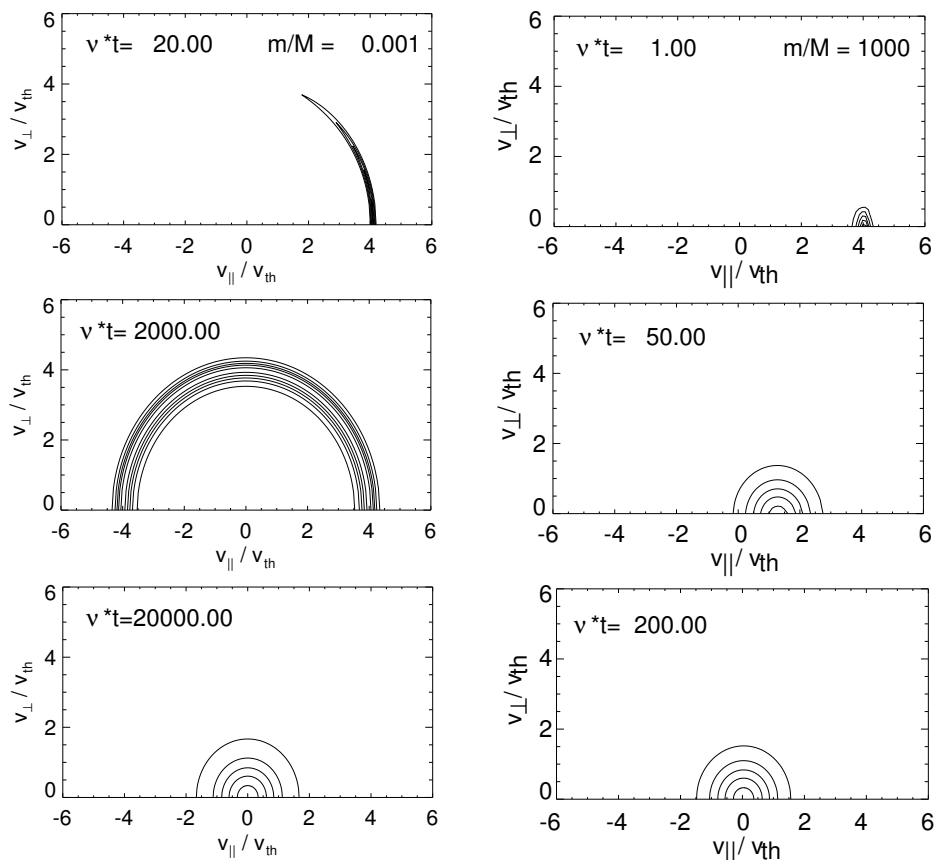 ν*t= 20.00 m/M = 0.001
6
4
2
0
v⊥ / vth
-6 -4 -2 0 2 4 6
v|| / vth
ν*t= 1.00 m/M = 1000
6
4
2
0
v⊥ / vth
-6 -4 -2 0 2 4 6
v|| / vth
ν*t= 2000.00
6
4
2
0
v⊥ / vth
-6 -4 -2 0 2 4 6
v|| / vth
ν*t= 50.00
6
4
2
0
v⊥ / vth
-6 -4 -2 0 2 4 6
v|| / vth
ν*t=20000.00
6
4
2
0
v⊥ / vth
-6 -4 -2 0 2 4 6
v|| / vth
ν*t= 200.00
6
4
2
0
v⊥ / vth
-6 -4 -2 0 2 4 6
v|| / vth